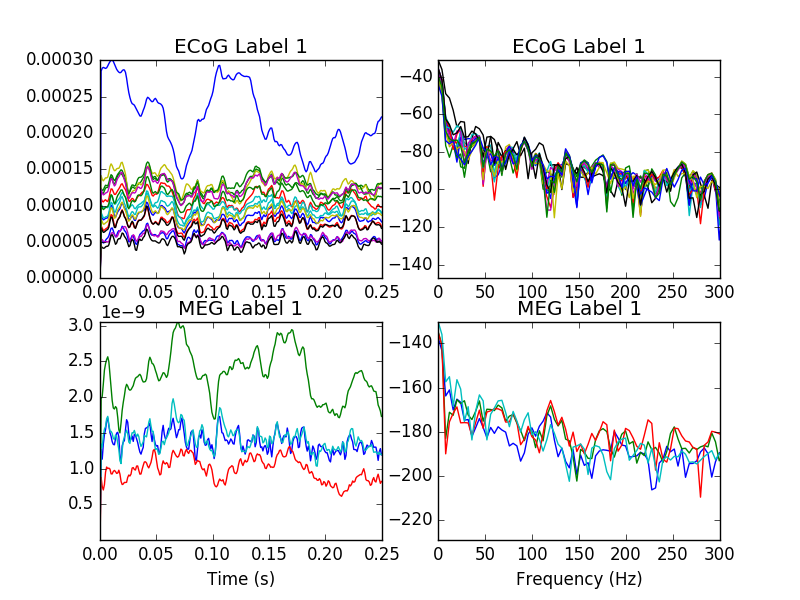 ECoG Label 1
0.00030
0.00025
0.00020
0.00015
0.00010
0.00005
0.00000
0.00 0.05 0.10 0.15 0.20 0.25
ECoG Label 1
−40
−60
−80
−100
−120
−140
0 50 100 150 200 250 300
MEG Label 1
1e−9
3.0
2.5
2.0
1.5
1.0
0.5
0.00 0.05 0.10 0.15 0.20 0.25
Time (s)
MEG Label 1
−140
−160
−180
−200
−220
0 50 100 150 200 250 300
Frequency (Hz)